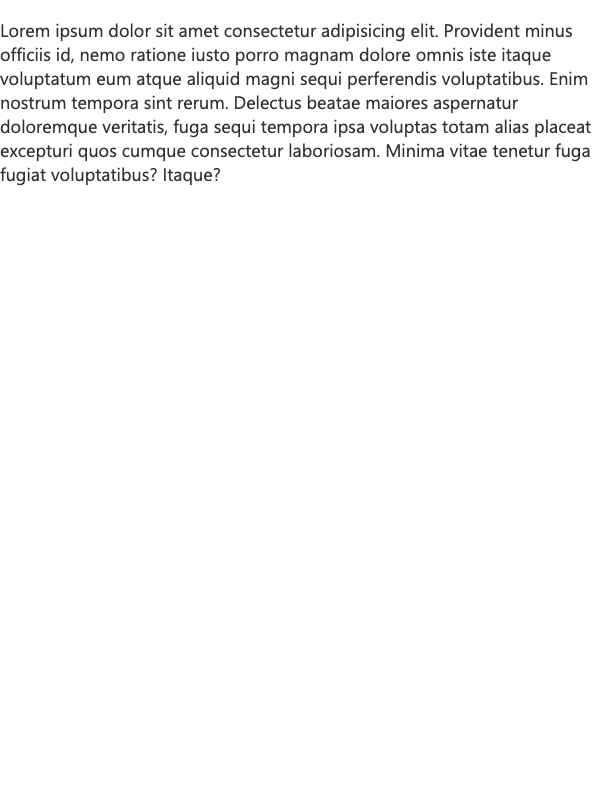 Lorem ipsum dolor sit amet consectetur adipisicing elit. Provident minus
officiis id, nemo ratione iusto porro magnam dolore omnis iste itaque
voluptatum eum atque aliquid magni sequi perferendis voluptatibus. Enim
nostrum tempora sint rerum. Delectus beatae maiores aspernatur
doloremque veritatis, fuga sequi tempora ipsa voluptas totam alias placeat
excepturi quos cumque consectetur laboriosam. Minima vitae tenetur fuga
fugiat voluptatibus? Itaque?